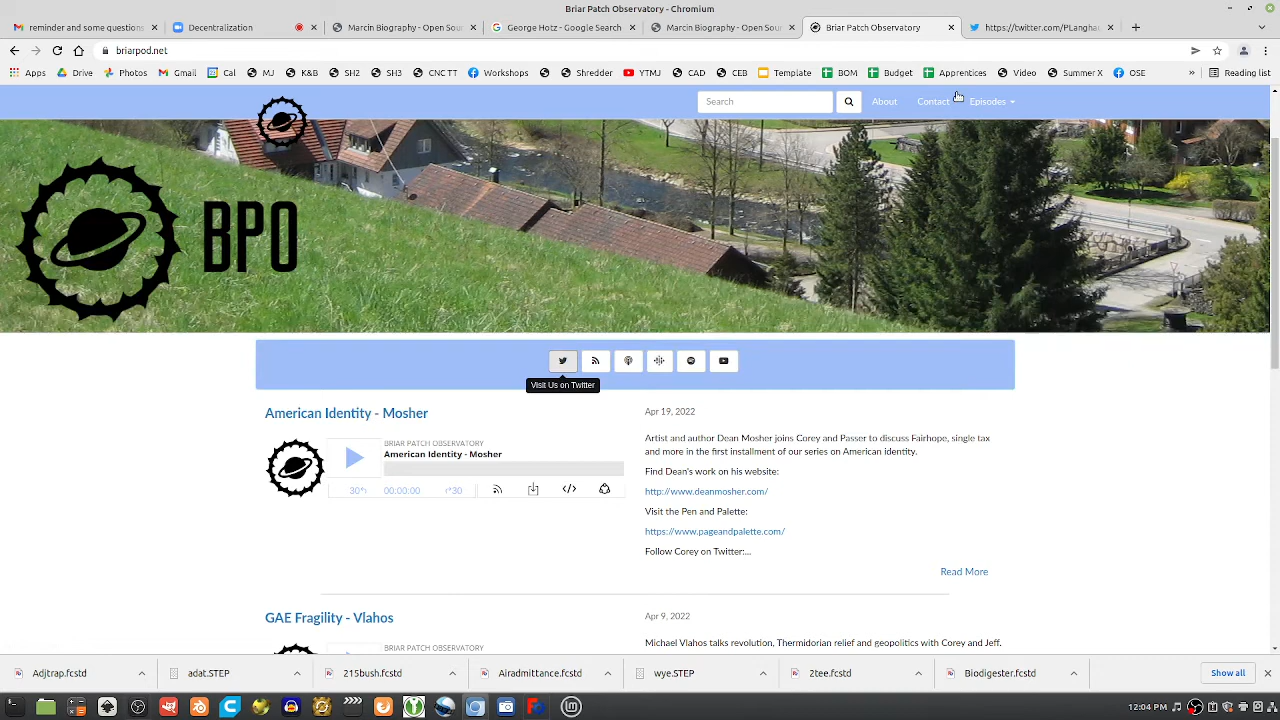 Briar Patch Observatory - Chromium
reminder and some questions
Decentralization
Marcin Biography - Open Sour
George Hotz - Google Search
Marcin Biography - Open Sour
Briar Patch Observatory
https://twitter.com/PLangha
briarpod.net
Apps
Drive
Photos
Gmail
Cal
MJ
K&B
SH2
SH3
CNC TT
Workshops
Shredder
YTMJ
CAD
CEB
Template
BOM
Budget
Apprentices
Video
Summer X
OSE
»
Reading list
Search
About
Contact
Episodes
BPO
Visit Us on Twitter
American Identity - Mosher
Apr 19, 2022
BRIAR PATCH OBSERVATORY
American Identity - Mosher
30
00:00:00
30
Artist and author Dean Mosher joins Corey and Passer to discuss Fairhope, single tax
and more in the first installment of our series on American identity.
Find Dean's work on his website:
http://www.deanmosher.com/
Visit the Pen and Palette:
https://www.pageandpalette.com/
Follow Corey on Twitter:...
Read More
GAE Fragility - Vlahos
Apr 9, 2022
BRIAR PATCH OBSERVATORY
Michael Vlahos talks revolution, Thermidorian relief and geopolitics with Corey and Jeff.
Adjtrap.fcstd
adat.STEP
215bush.fcstd
Airadmittance.fcstd
wye.STEP
2tee.fcstd
Biodigester.fcstd
Show all
12:04 PM